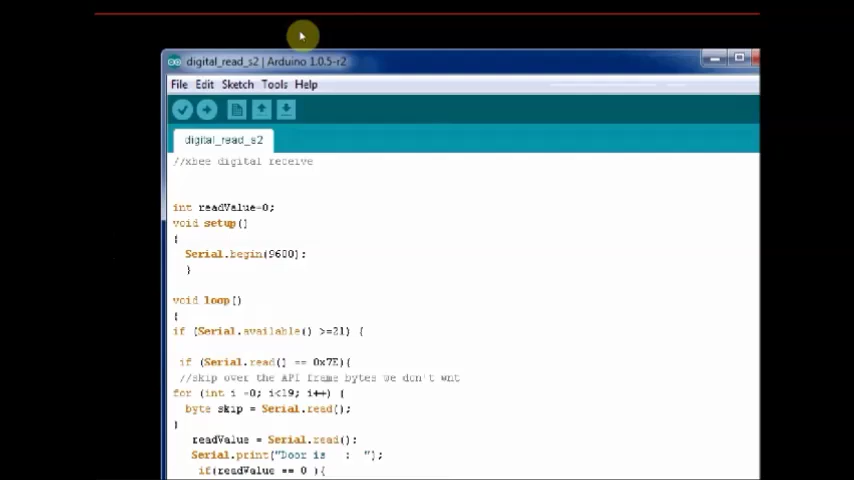 digital_read_s2 | Arduino 1.0.5-r2
File Edit Sketch Tools Help
digital_read_s2
//xbee digital receive
int readValue=0;
void setup()
{
Serial.begin(9600);
}
void loop()
{
if (Serial.available() >=21) {
if (Serial.read() == 0x7E){
//skip over the API frame bytes we don't wnt
for (int i =0; i<19; i++) {
byte skip = Serial.read();
}
readValue = Serial.read();
Serial.print("Door is   :  ");
if(readValue == 0 ){